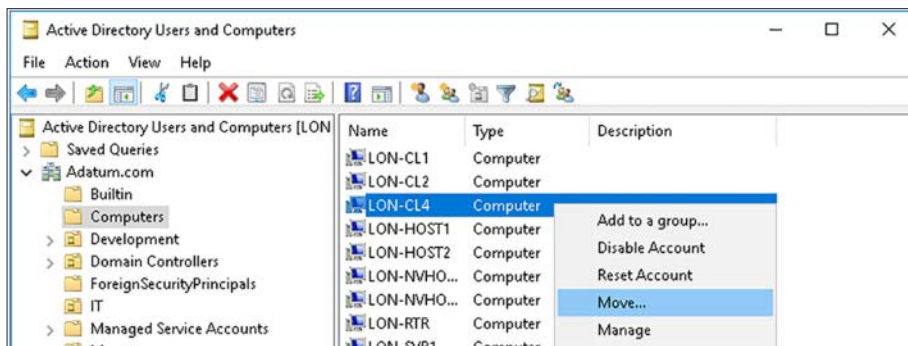 Active Directory Users and Computers
File Action View Help
Active Directory Users and Computers [LON
Name Type Description
Saved Queries
Adatum.com
Builtin
Computers
Development
Domain Controllers
ForeignSecurityPrincipals
IT
Managed Service Accounts
LON-CL1 Computer
LON-CL2 Computer
LON-CL4 Computer
LON-HOST1 Computer
LON-HOST2 Computer
LON-NVHO... Computer
LON-NVHO... Computer
LON-RTR Computer
LON-SVR1 Computer
Add to a group...
Disable Account
Reset Account
Move...
Manage